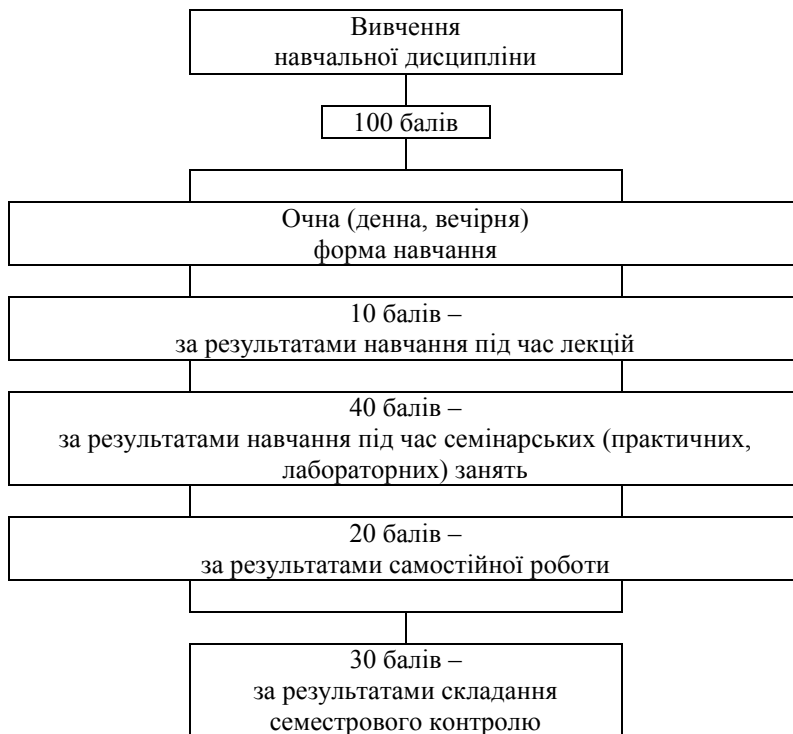 Вивчення
навчальної дисципліни
100 балів
Очна (денна, вечірня)
форма навчання
10 балів –
за результатами навчання під час лекцій
40 балів –
за результатами навчання під час семінарських (практичних,
лабораторних) занять
20 балів –
за результатами самостійної роботи
30 балів –
за результатами складання
семестрового контролю